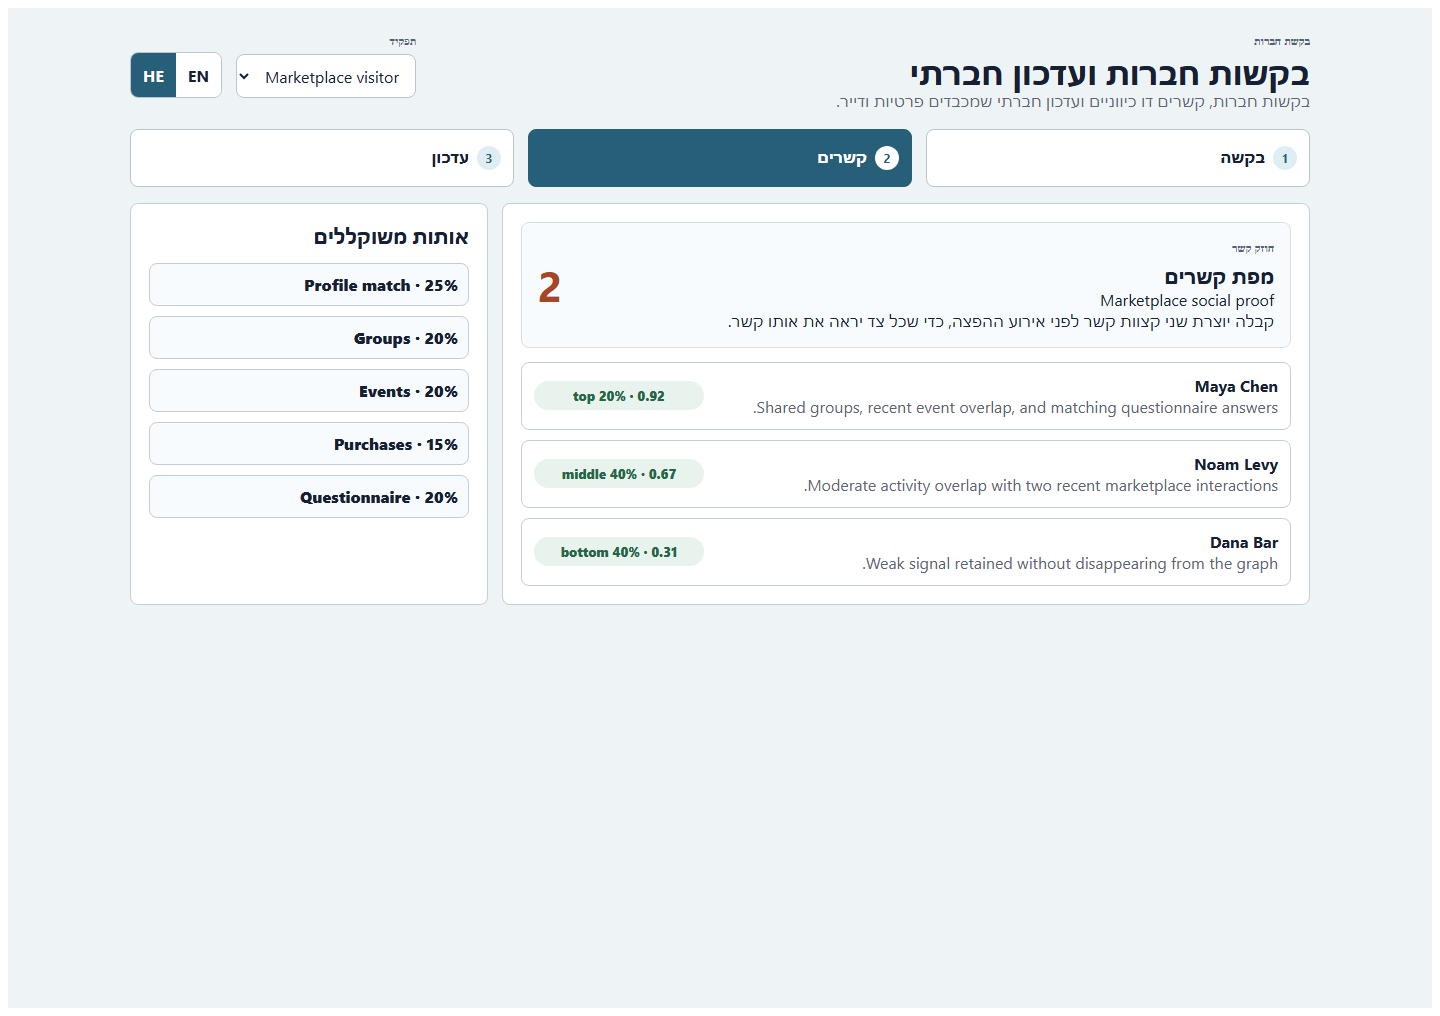 בקשת חברות
בקשות חברות ועדכון חברתי
בקשות חברות, קשרים דו כיווניים ועדכון חברתי שמכבדים פרטיות ודייר.
תפקיד
Marketplace visitor
EN
HE
1 בקשה
2 קשרים
3 עדכון
חוזק קשר
מפת קשרים
Marketplace social proof
קבלה יוצרת שני קצוות קשר לפני אירוע ההפצה, כדי שכל צד יראה את אותו קשר.
2
Maya Chen
Shared groups, recent event overlap, and matching questionnaire answers.
top 20% · 0.92
Noam Levy
Moderate activity overlap with two recent marketplace interactions.
middle 40% · 0.67
Dana Bar
Weak signal retained without disappearing from the graph.
bottom 40% · 0.31
אותות משוקללים
Profile match · 25%
Groups · 20%
Events · 20%
Purchases · 15%
Questionnaire · 20%